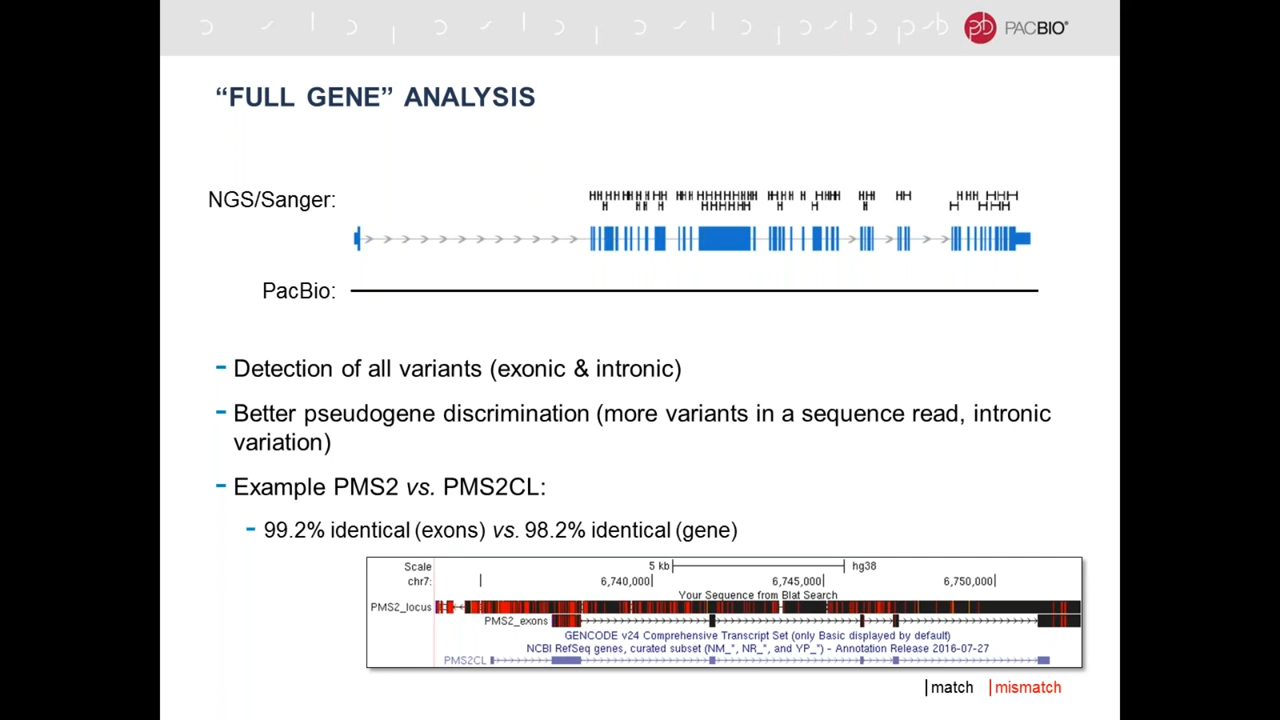 PACBIO®
“FULL GENE” ANALYSIS
NGS/Sanger:
PacBio:
- Detection of all variants (exonic & intronic)
- Better pseudogene discrimination (more variants in a sequence read, intronic
variation)
- Example PMS2 vs. PMS2CL:
- 99.2% identical (exons) vs. 98.2% identical (gene)
Scale 5 kb hg38
chr7: 6,740,000 6,745,000 6,750,000
Your Sequence from Blat Search
PMS2_locus
PMS2_exons
GENCODE v24 Comprehensive Transcript Set (only Basic displayed by default)
NCBI RefSeq genes, curated subset (NM_*, NR_*, and YP_*) - Annotation Release 2016-07-27
PMS2CL
|match |mismatch